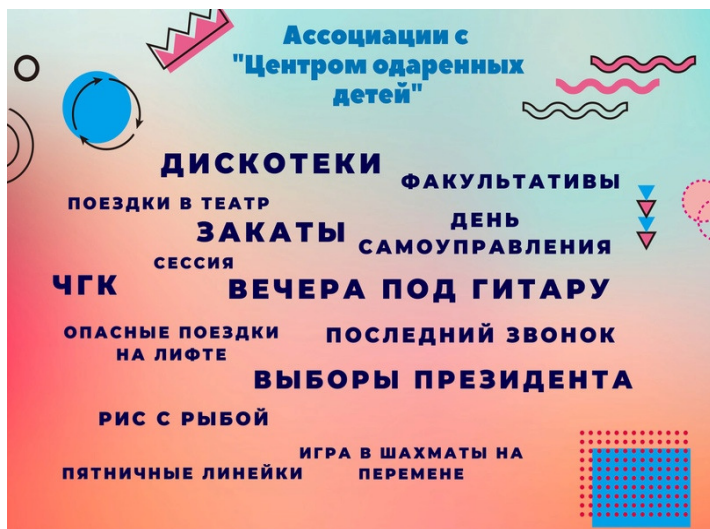 Ассоциации с
"Центром одаренных
детей"
ДИСКОТЕКИ
ФАКУЛЬТАТИВЫ
ПОЕЗДКИ В ТЕАТР
ЗАКАТЫ
ДЕНЬ
САМОУПРАВЛЕНИЯ
СЕССИЯ
ЧГК
ВЕЧЕРА ПОД ГИТАРУ
ОПАСНЫЕ ПОЕЗДКИ
НА ЛИФТЕ
ПОСЛЕДНИЙ ЗВОНОК
ВЫБОРЫ ПРЕЗИДЕНТА
РИС С РЫБОЙ
ИГРА В ШАХМАТЫ НА
ПЕРЕМЕНЕ
ПЯТНИЧНЫЕ ЛИНЕЙКИ